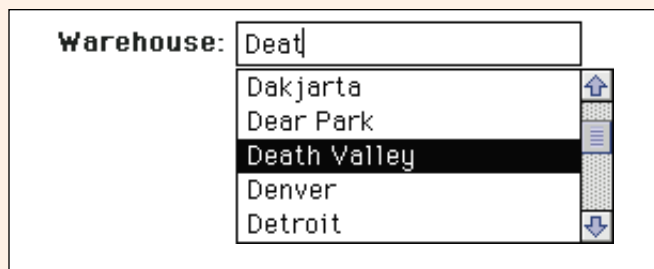 Warehouse: Deat
Dakjarta
Dear Park
Death Valley
Denver
Detroit